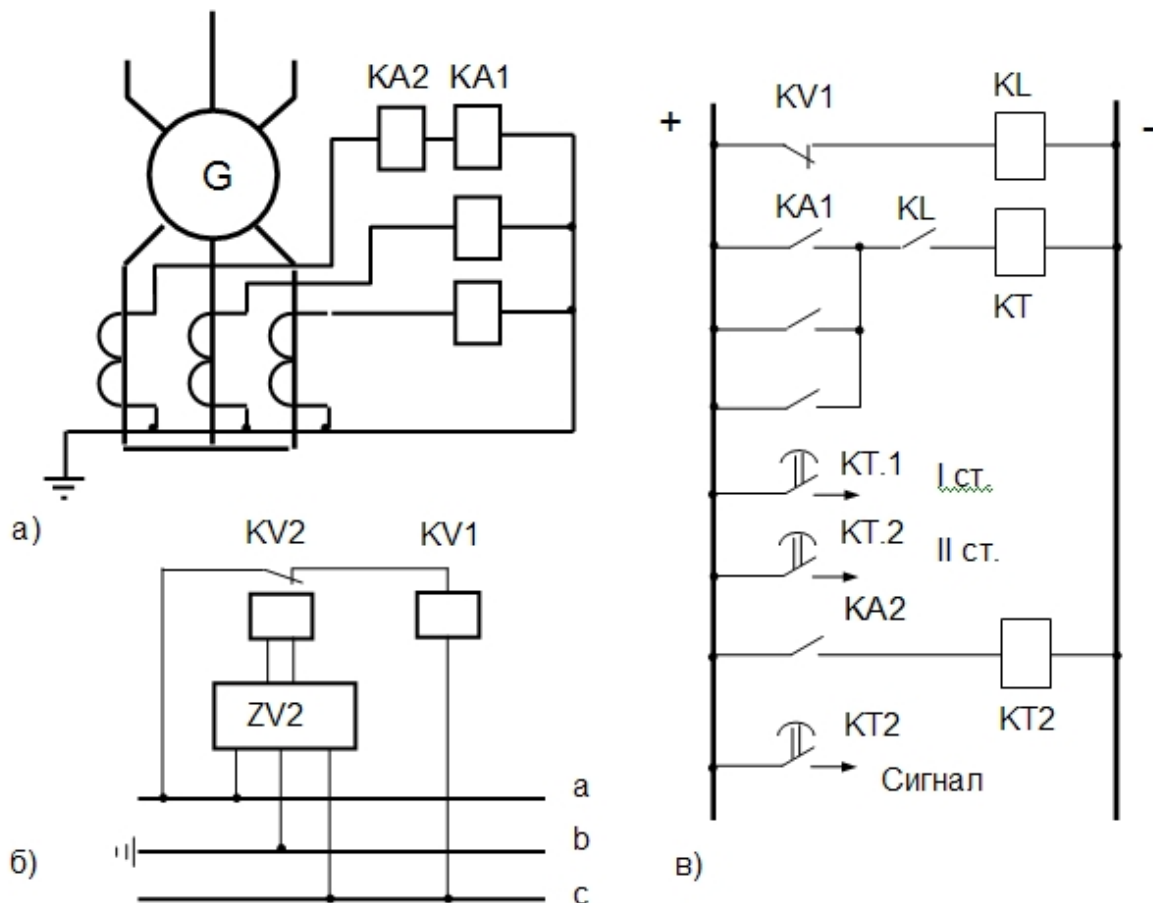 KA2 KA1
G
а)
KV2 KV1
ZV2
a
b
c
б)
+
-
KV1 KL
KA1 KL
KT
KT.1 I ст.
KT.2 II ст.
KA2
KT2
KT2
Сигнал
в)